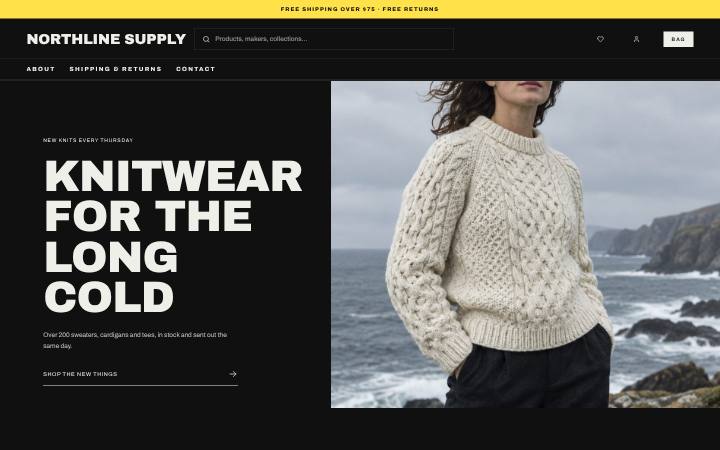 FREE SHIPPING OVER $75 · FREE RETURNS
NORTHLINE SUPPLY
Products, makers, collections...
BAG
ABOUT SHIPPING & RETURNS CONTACT
NEW KNITS EVERY THURSDAY
KNITWEAR
FOR THE
LONG
COLD
Over 200 sweaters, cardigans and tees, in stock and sent out the
same day.
SHOP THE NEW THINGS